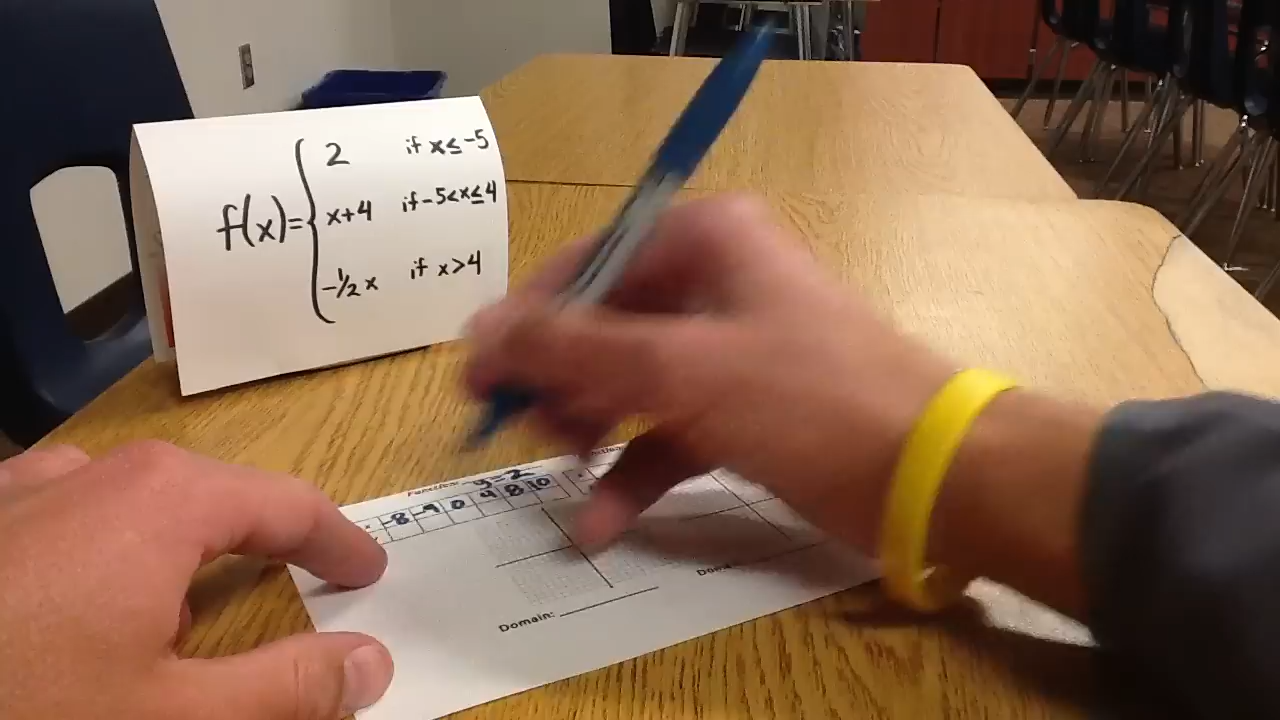 f(x)= { 2 if x≤-5
x+4 if -5<x≤4
-1/2x if x>4
Function: y=2
x -8 -4 0 4 8 10
Domain: